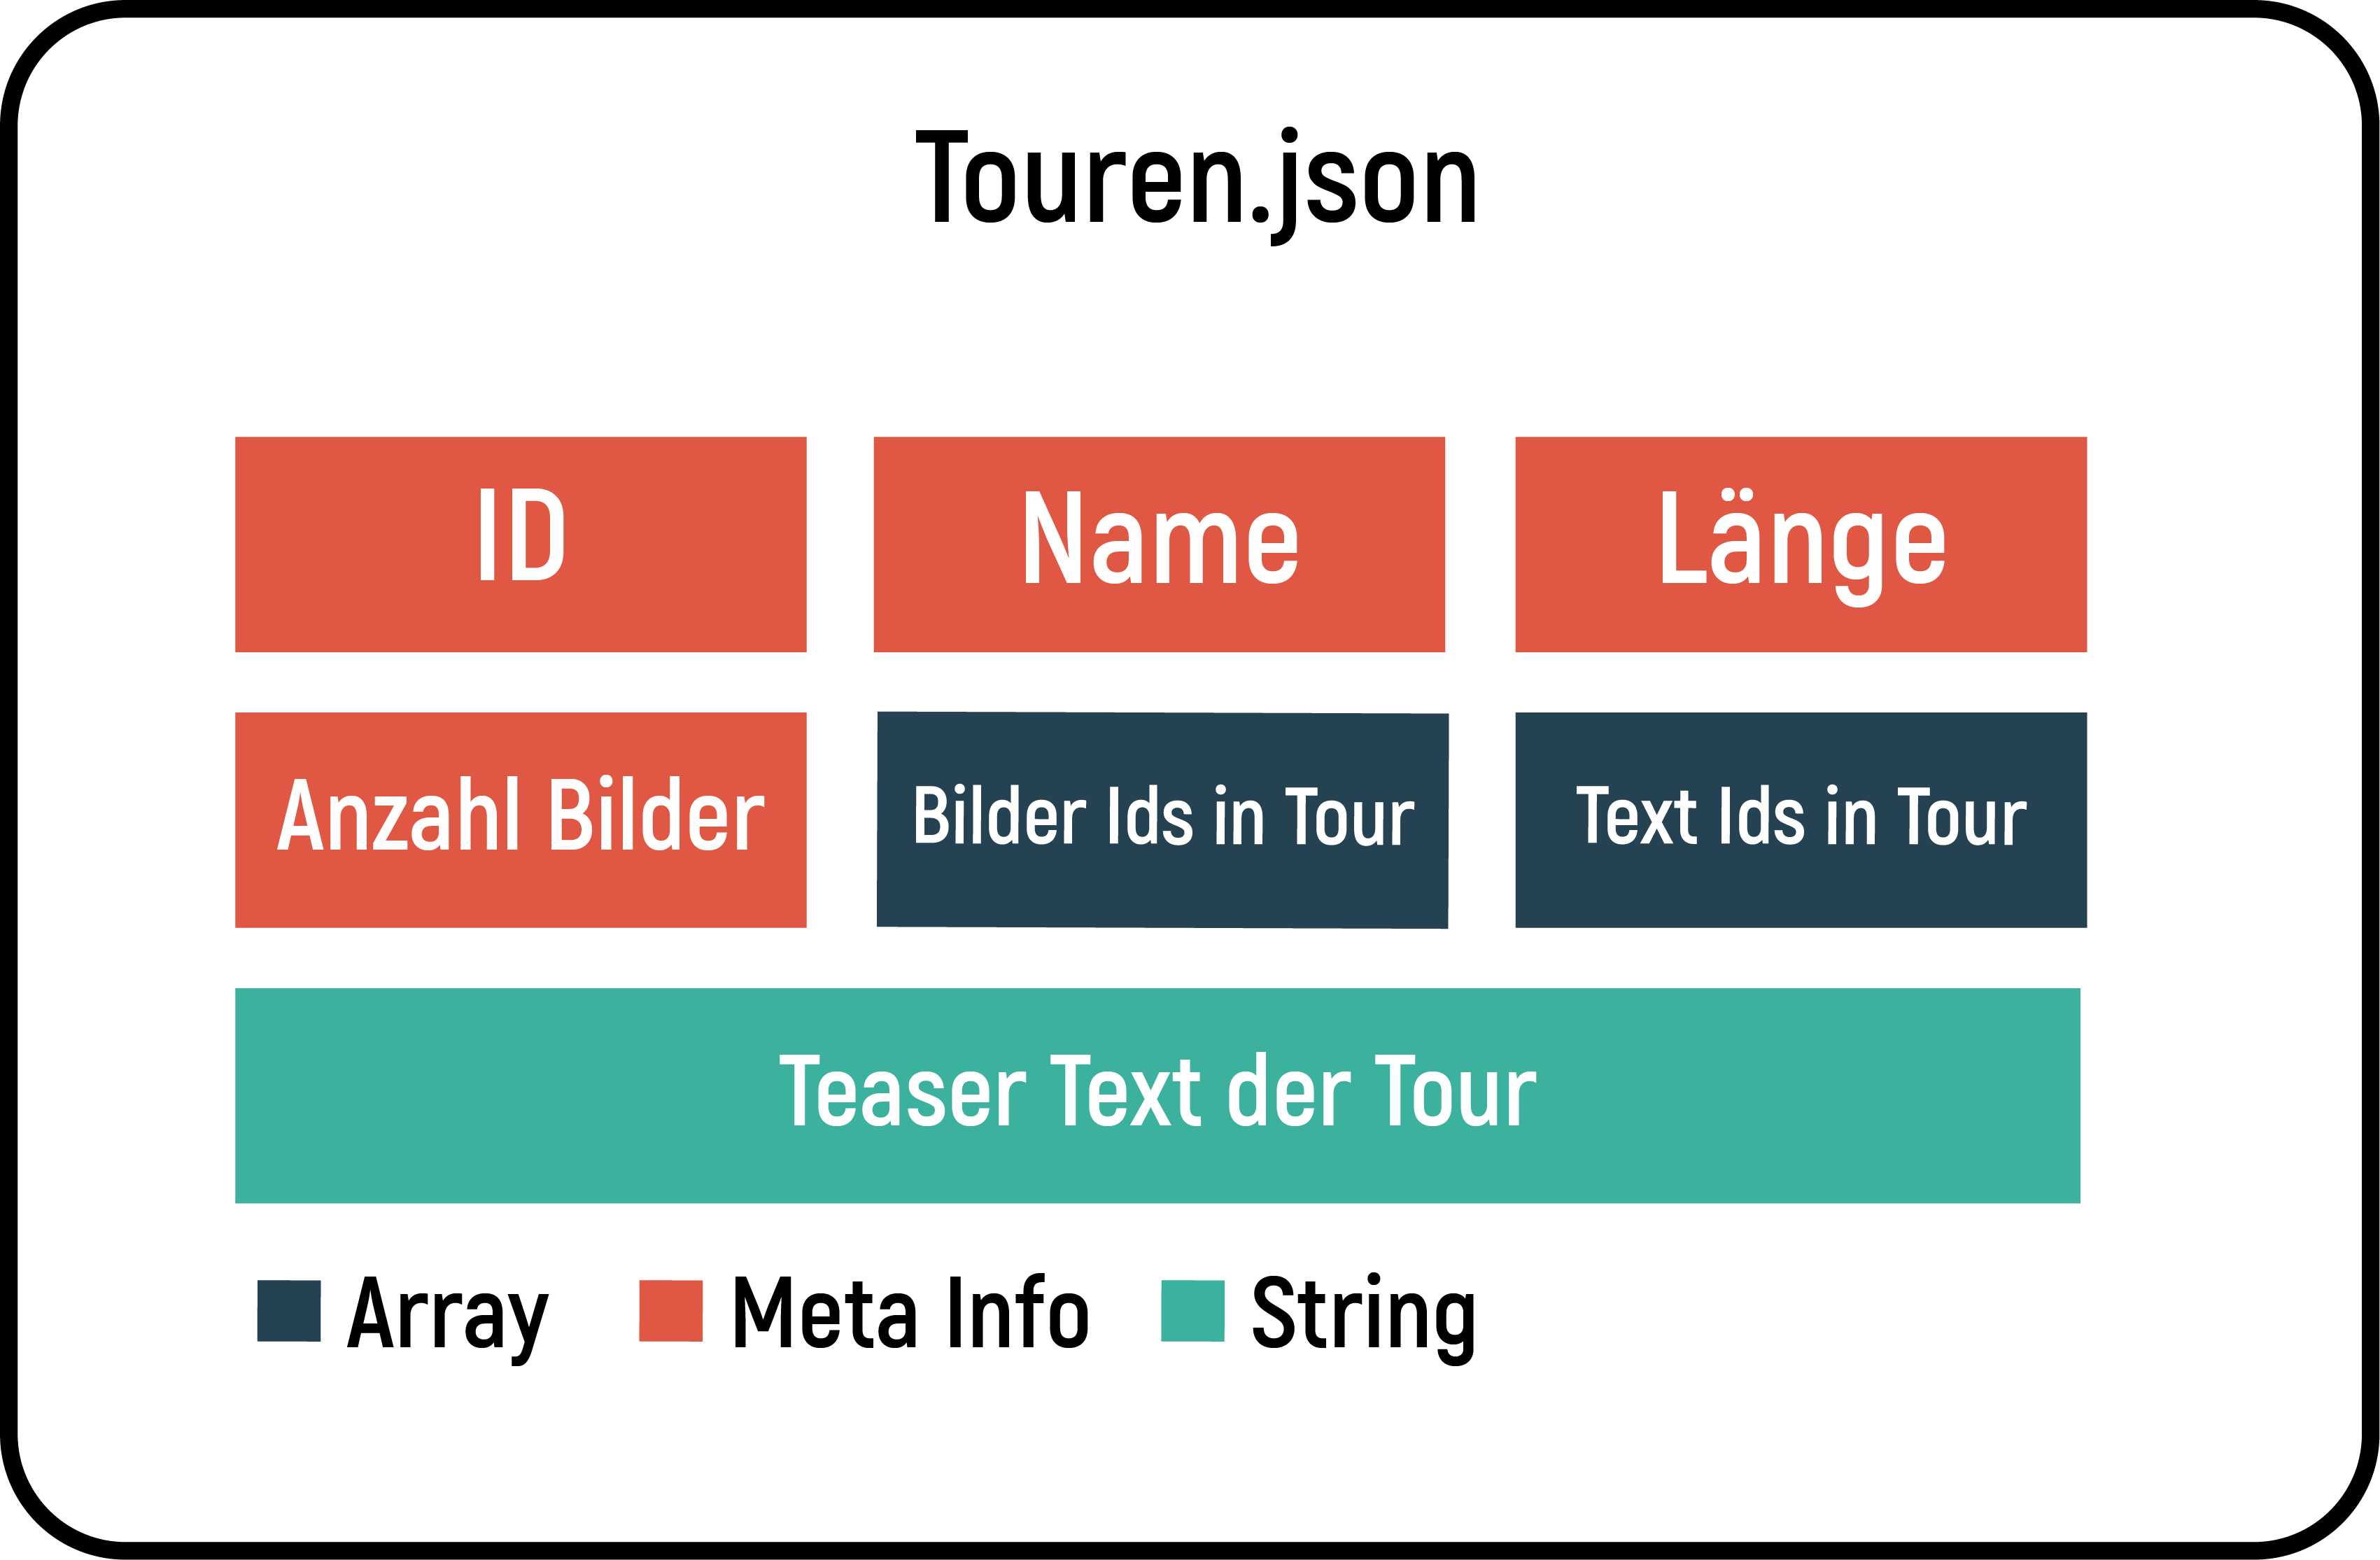 Touren.json
ID
Name
Länge
Anzahl Bilder
Bilder Ids in Tour
Text Ids in Tour
Teaser Text der Tour
Array
Meta Info
String